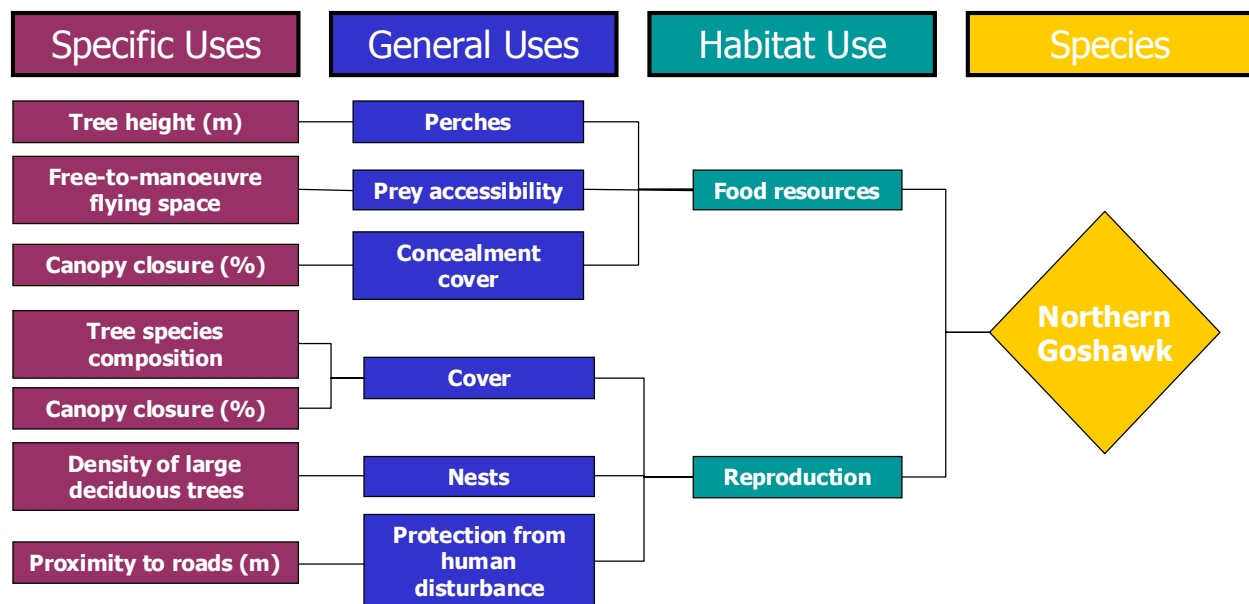 Specific Uses
General Uses
Habitat Use
Species
Tree height (m)
Perches
Free-to-manoeuvre
flying space
Prey accessibility
Food resources
Canopy closure (%)
Concealment
cover
Tree species
composition
Cover
Canopy closure (%)
Northern
Goshawk
Density of large
deciduous trees
Nests
Reproduction
Proximity to roads (m)
Protection from
human
disturbance